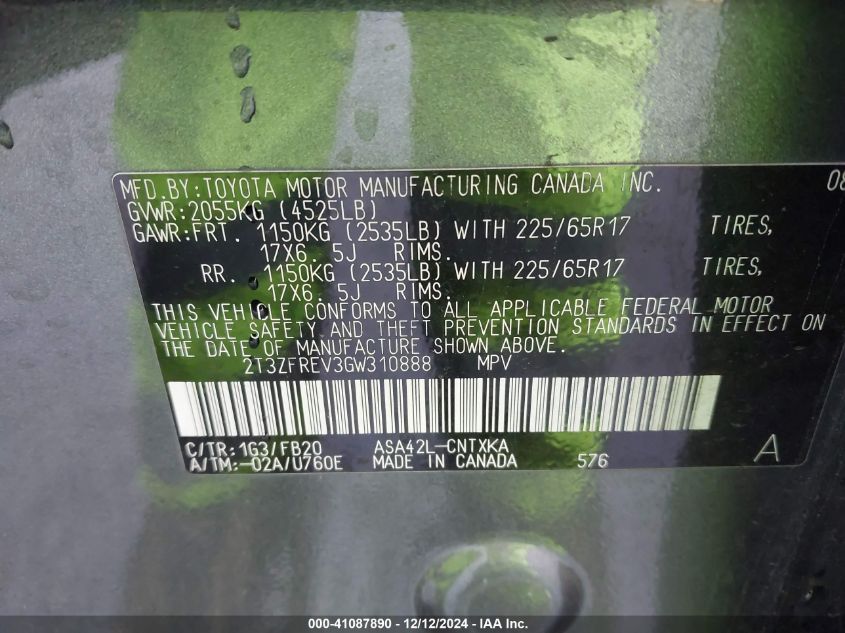 MFD.BY:TOYOTA MOTOR MANUFACTURING CANADA INC. 08
GVWR:2055KG (4525LB)
GAWR:FRT. 1150KG (2535LB) WITH 225/65R17 TIRES,
17X6. 5J RIMS.
RR. 1150KG (2535LB) WITH 225/65R17 TIRES,
17X6. 5J RIMS.
THIS VEHICLE CONFORMS TO ALL APPLICABLE FEDERAL MOTOR
VEHICLE SAFETY AND THEFT PREVENTION STANDARDS IN EFFECT ON
THE DATE OF MANUFACTURE SHOWN ABOVE.
2T3ZFREV3GW310888 MPV
C/TR:1G3/FB20 ASA42L-CNTXKA
A/TM:-02A/U760E MADE IN CANADA 576 A
000-41087890 - 12/12/2024 - IAA Inc.